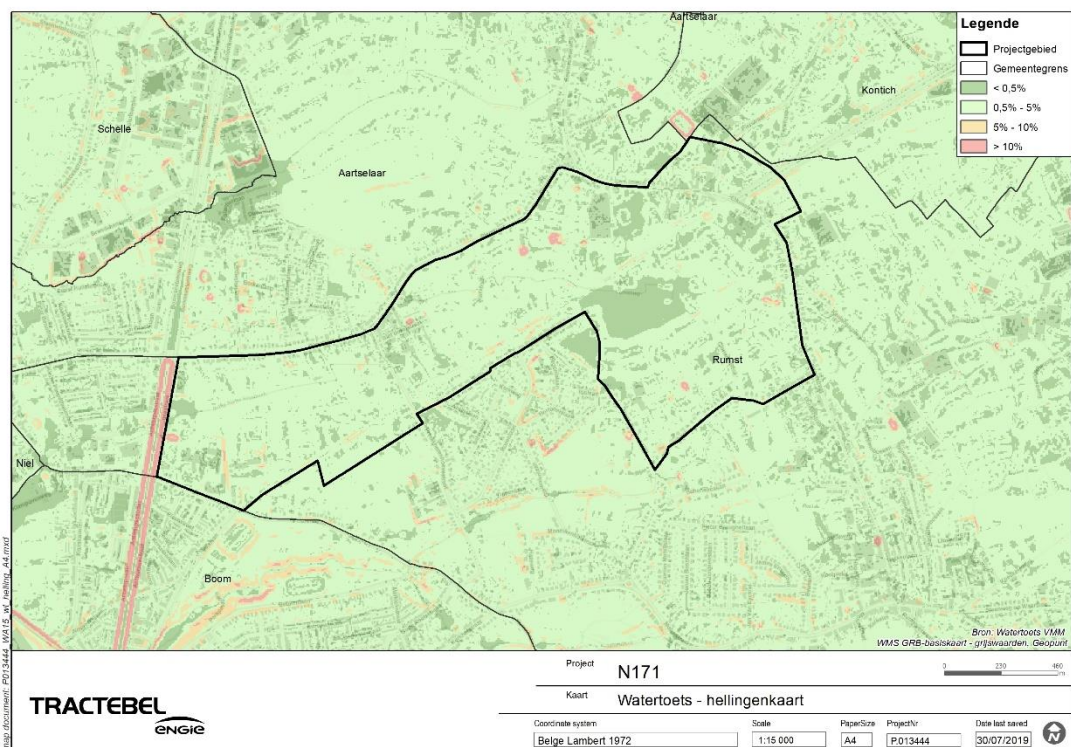 Aartselaar
Legende
Projectgebied
Gemeentegrens
< 0,5%
0,5% - 5%
5% - 10%
> 10%
Kontich
Schelle
Aartselaar
Rumst
Niel
Boom
Bron: Watertoets VMM
WMS GRB-basiskaart - grijswaarden, Geopunt
map document: P013444_WA15_wt_helling_A4.mxd
TRACTEBEL
ENGIE
Project N171
0 230 460
m
Kaart Watertoets - hellingenkaart
Coordinate system Scale PaperSize ProjectNr Date last saved
Belge Lambert 1972 1:15 000 A4 P.013444 30/07/2019